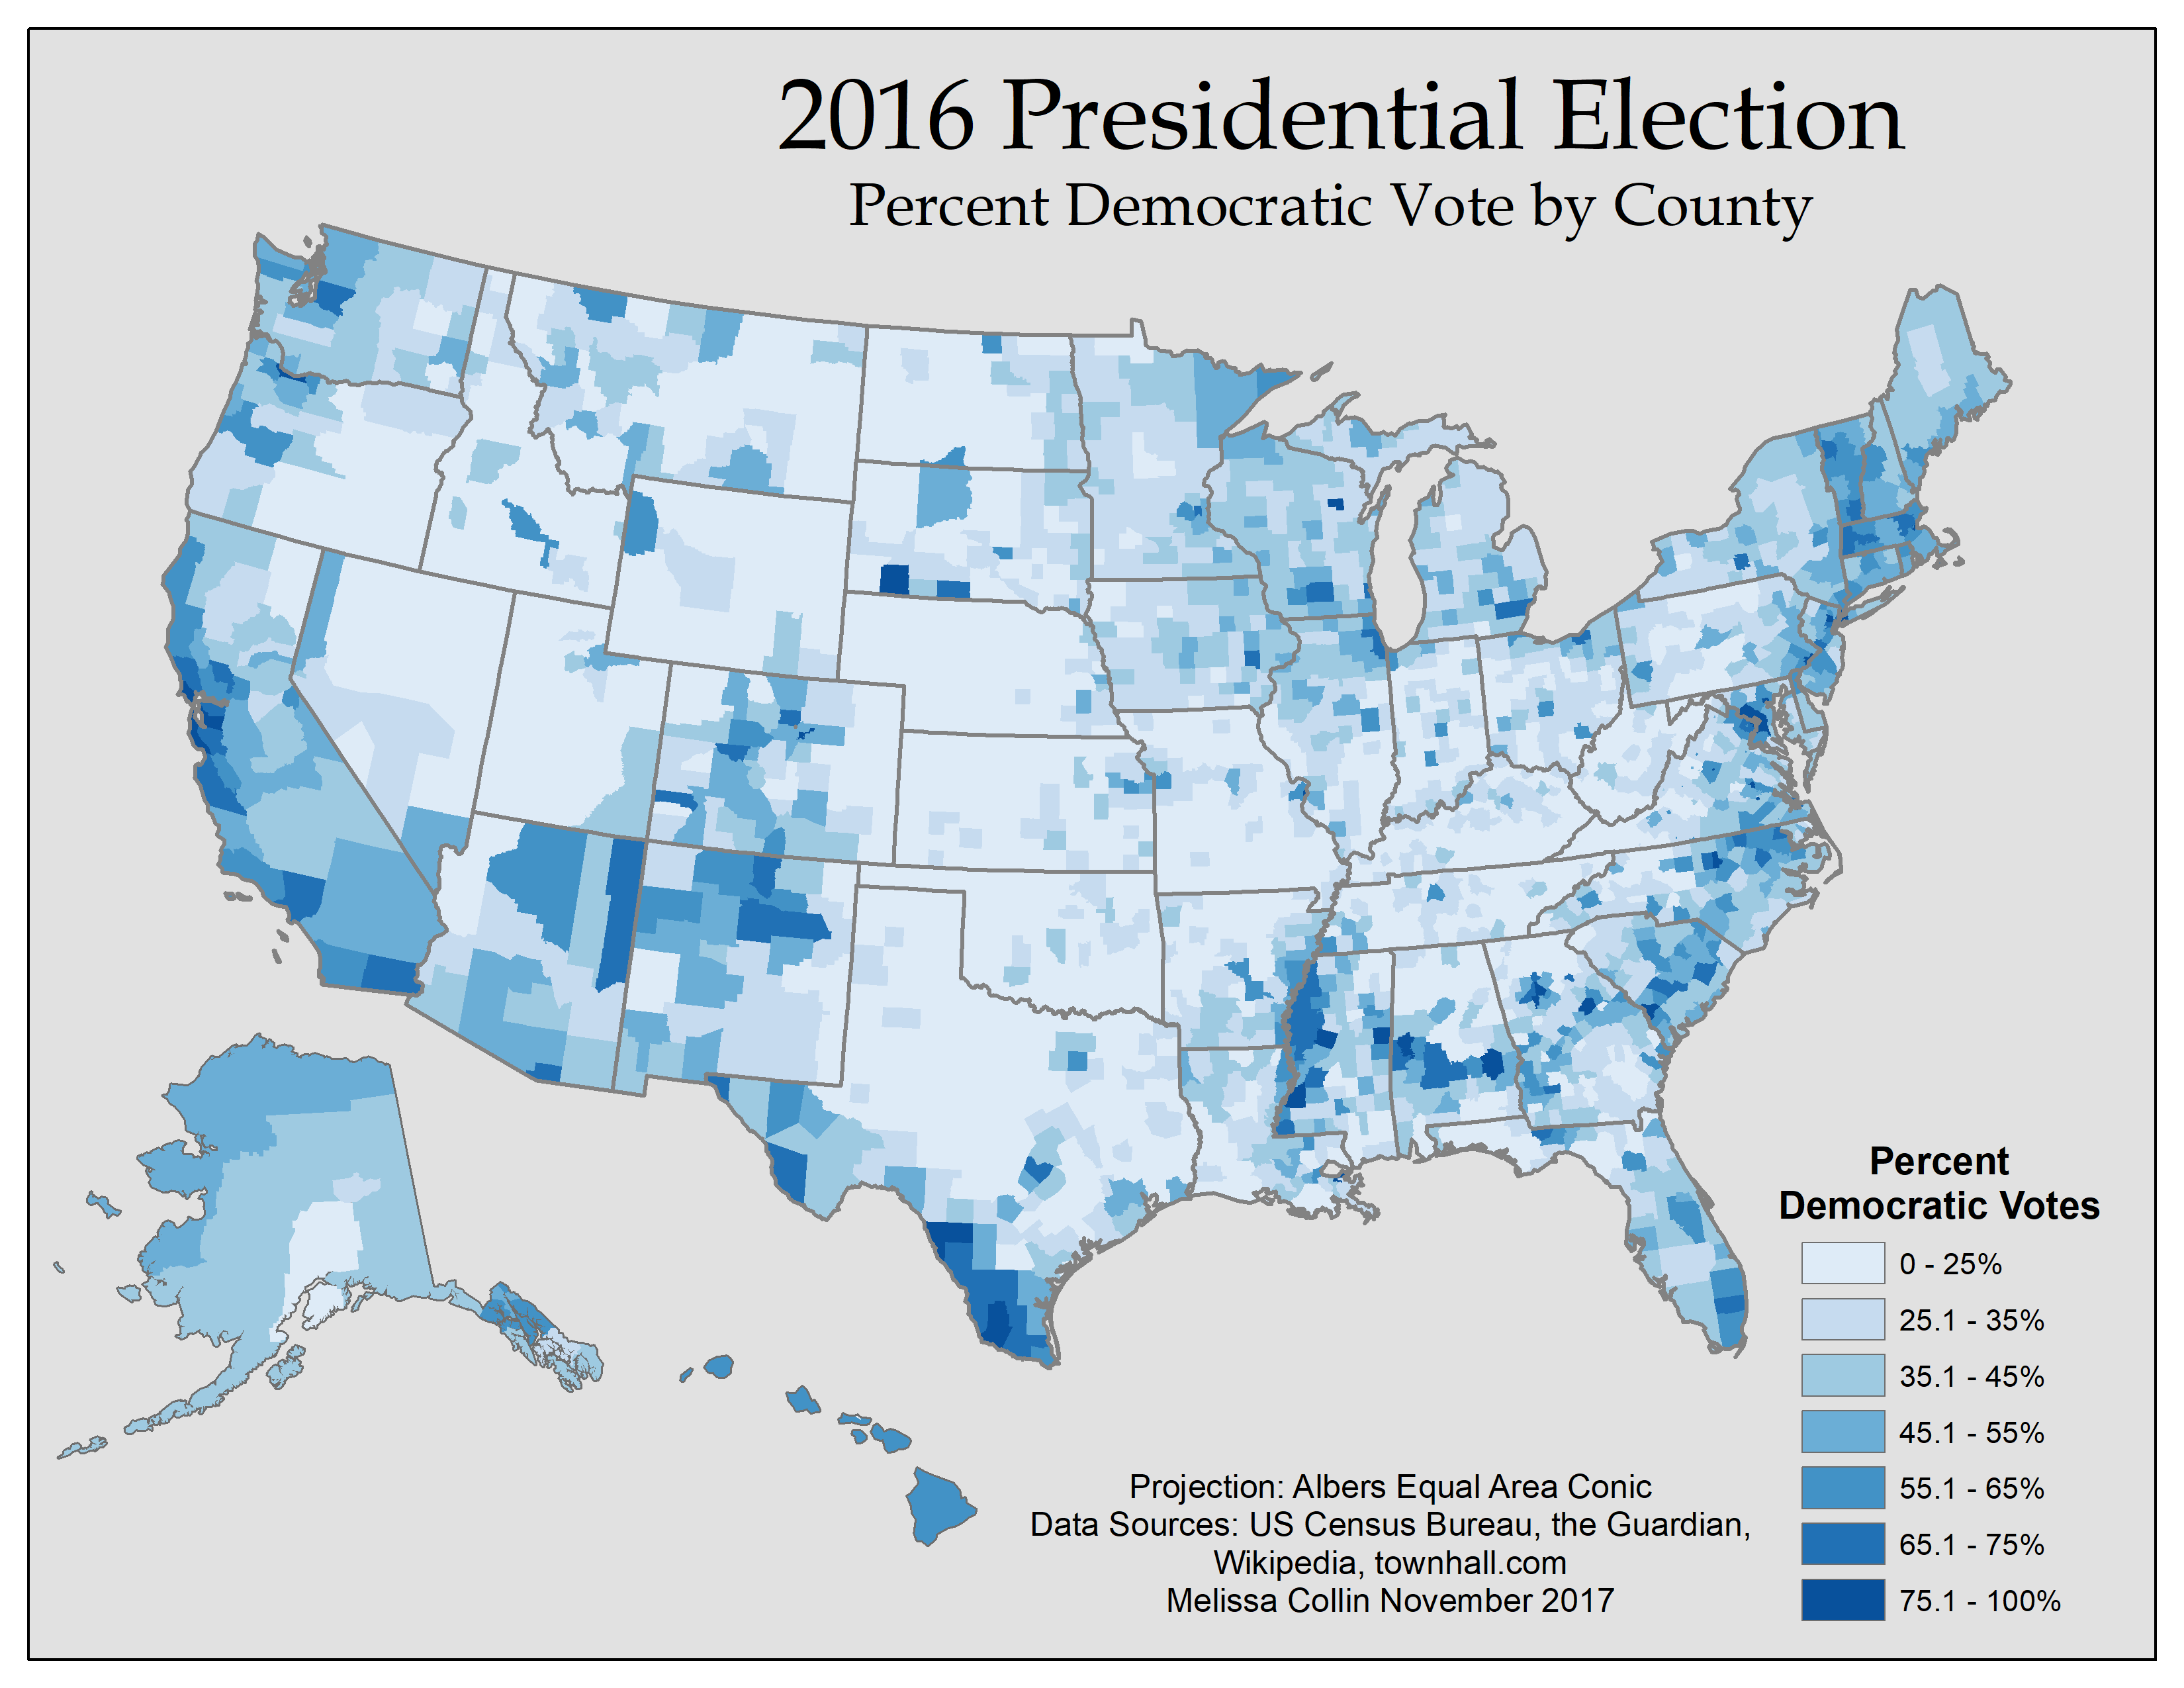 2016 Presidential Election
Percent Democratic Vote by County
Percent
Democratic Votes
0 - 25%
25.1 - 35%
35.1 - 45%
45.1 - 55%
55.1 - 65%
65.1 - 75%
75.1 - 100%
Projection: Albers Equal Area Conic
Data Sources: US Census Bureau, the Guardian,
Wikipedia, townhall.com
Melissa Collin November 2017